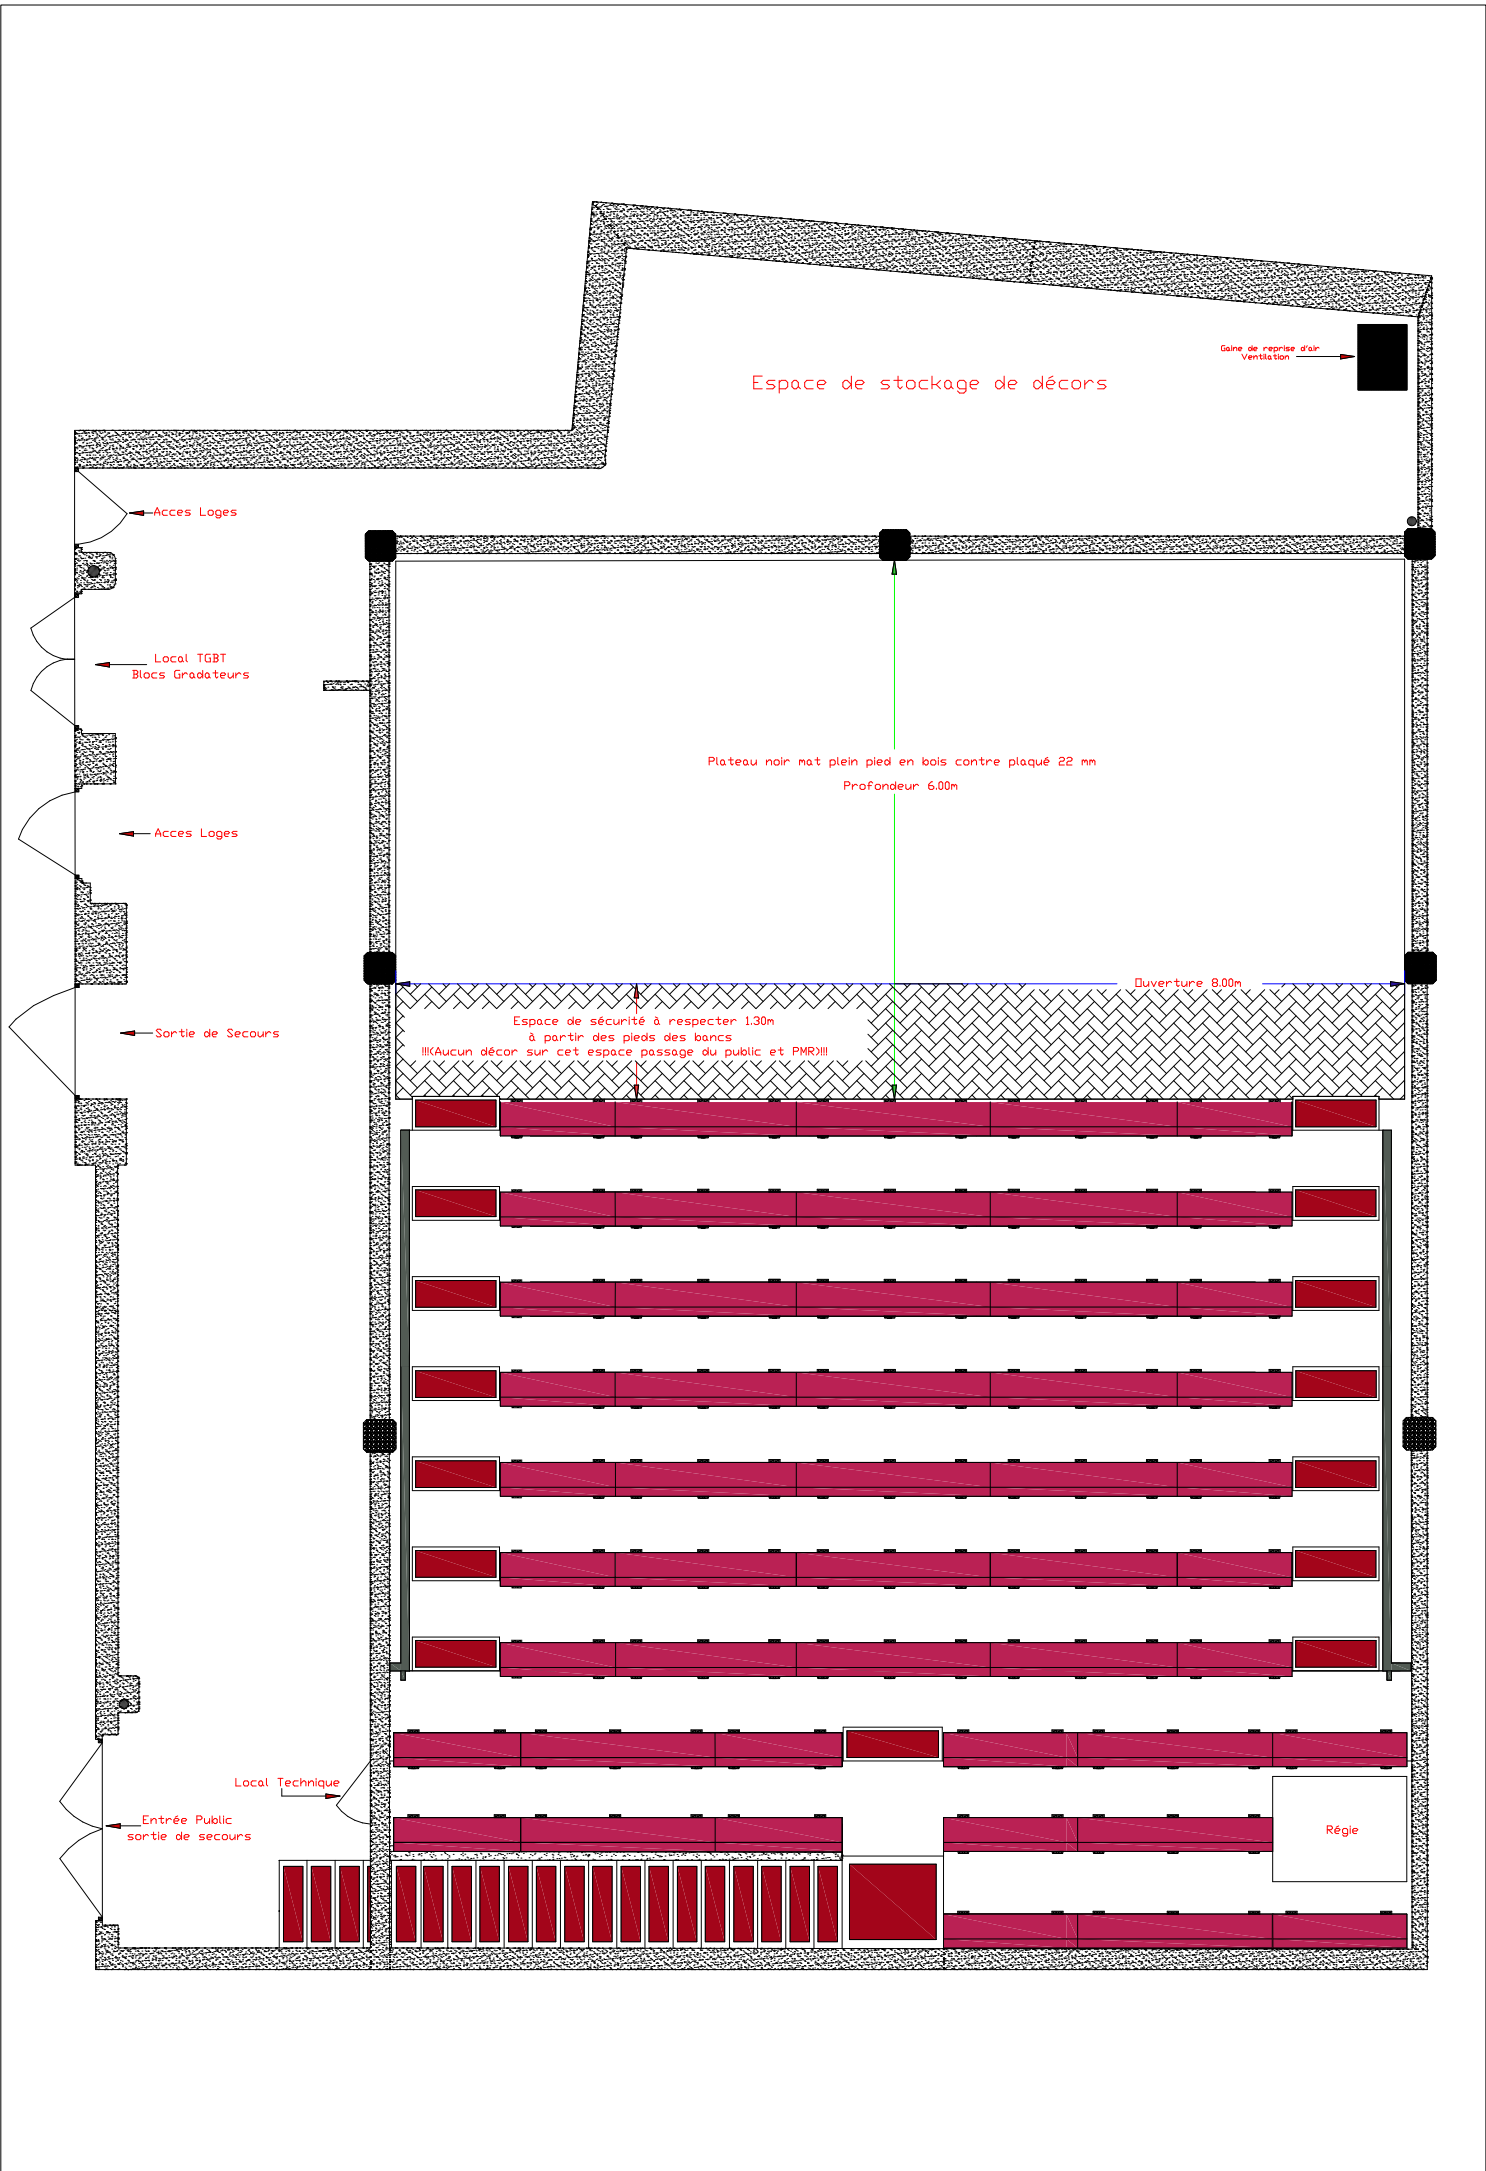 Gaine de reprise d'air
Ventilation
Espace de stockage de décors
Acces Loges
Local TGBT
Blocs Gradateurs
Plateau noir mat plein pied en bois contre plaqué 22 mm
Profondeur 6.00m
Acces Loges
Ouverture 8.00m
Espace de sécurité à respecter 1.30m
à partir des pieds des bancs
!!!(Aucun décor sur cet espace passage du public et PMR)!!!
Sortie de Secours
Local Technique
Entrée Public
sortie de secours
Régie